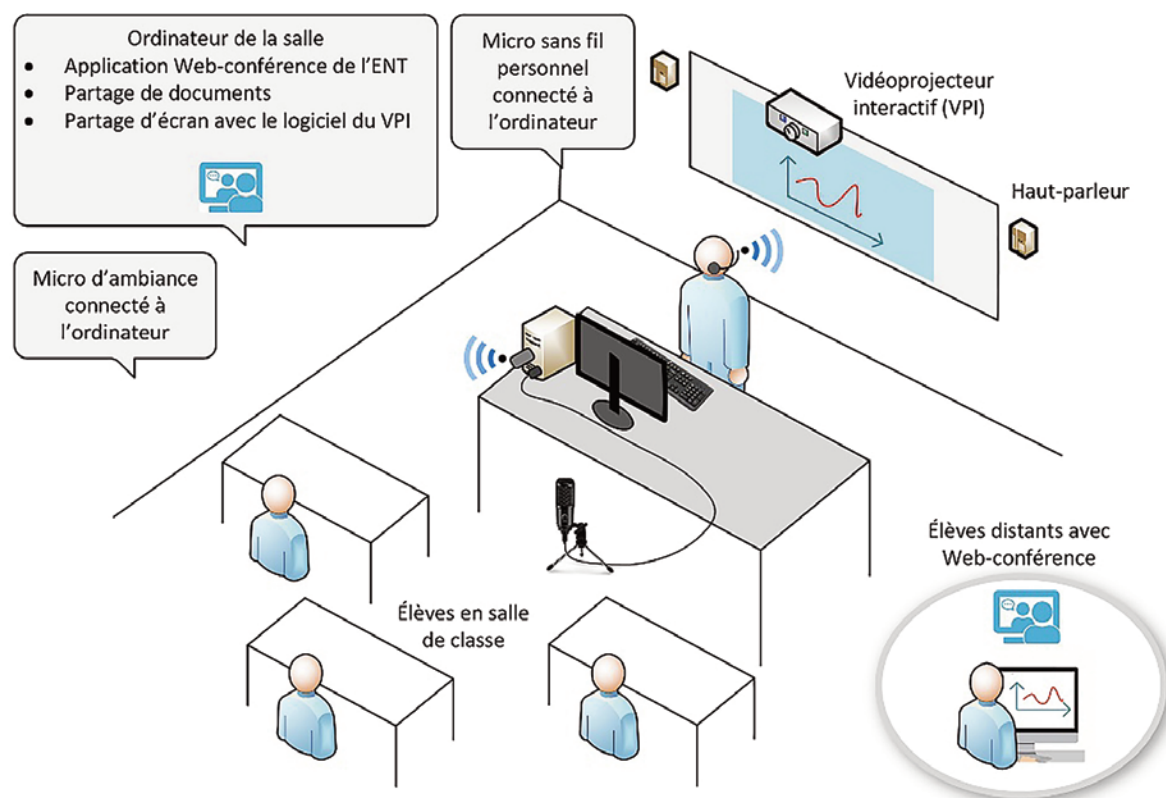 Ordinateur de la salle
• Application Web-conférence de l’ENT
• Partage de documents
• Partage d’écran avec le logiciel du VPI
Micro sans fil
personnel
connecté à
l’ordinateur
Vidéoprojecteur
interactif (VPI)
Haut-parleur
Micro d’ambiance
connecté à
l’ordinateur
Élèves distants avec
Web-conférence
Élèves en salle
de classe